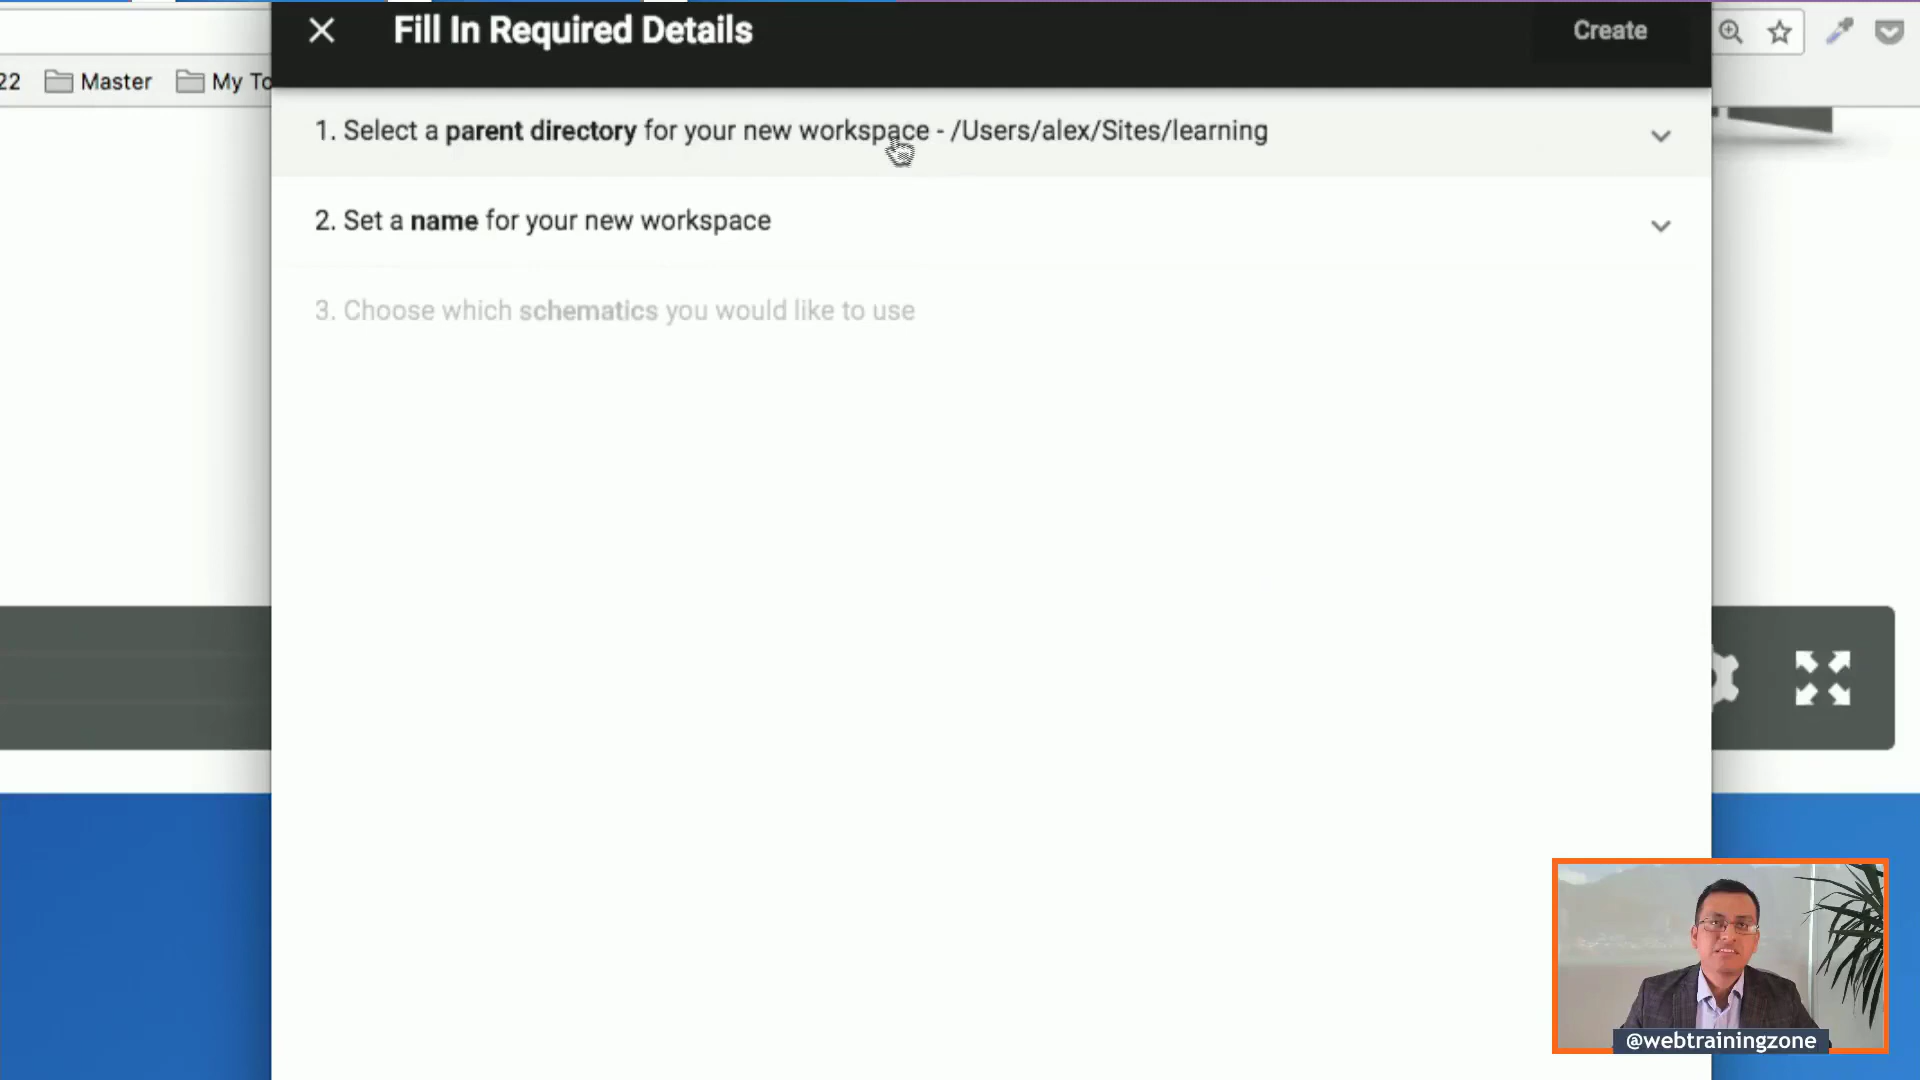 Fill In Required Details
Create
22
Master
My To
1. Select a parent directory for your new workspace - /Users/alex/Sites/learning
2. Set a name for your new workspace
3. Choose which schematics you would like to use
@webtrainingzone